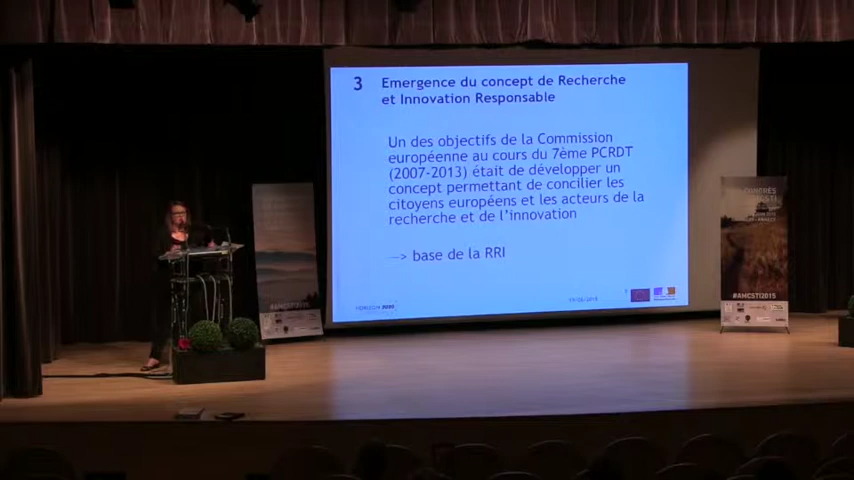 3 Emergence du concept de Recherche
et Innovation Responsable
Un des objectifs de la Commission
européenne au cours du 7ème PCRDT
(2007-2013) était de développer un
concept permettant de concilier les
citoyens européens et les acteurs de la
recherche et de l'innovation
---> base de la RRI
#AMCSTI2015
CONGRÈS
#AMCSTI2015